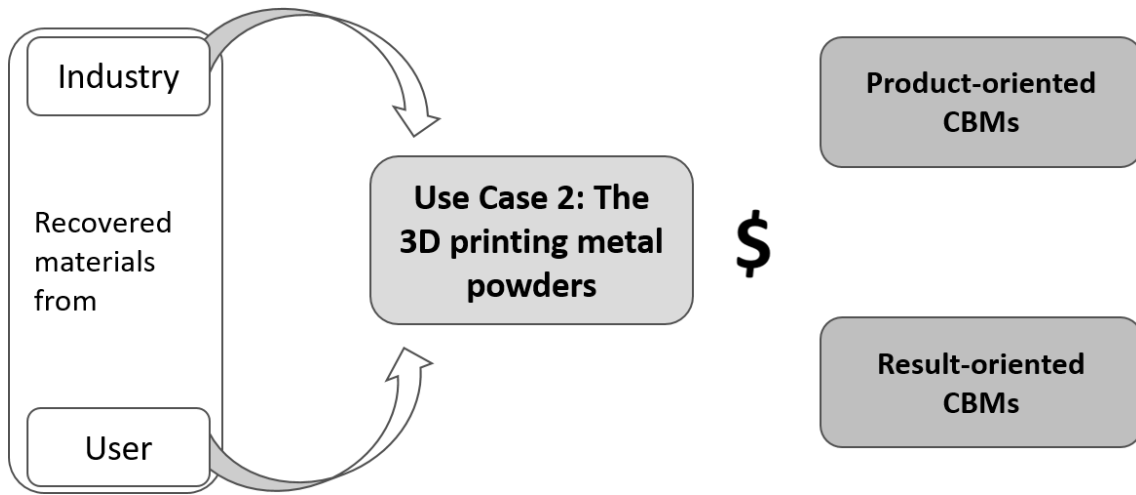 Industry
Recovered
materials
from
User
Use Case 2: The
3D printing metal
powders
$
Product-oriented
CBMs
Result-oriented
CBMs